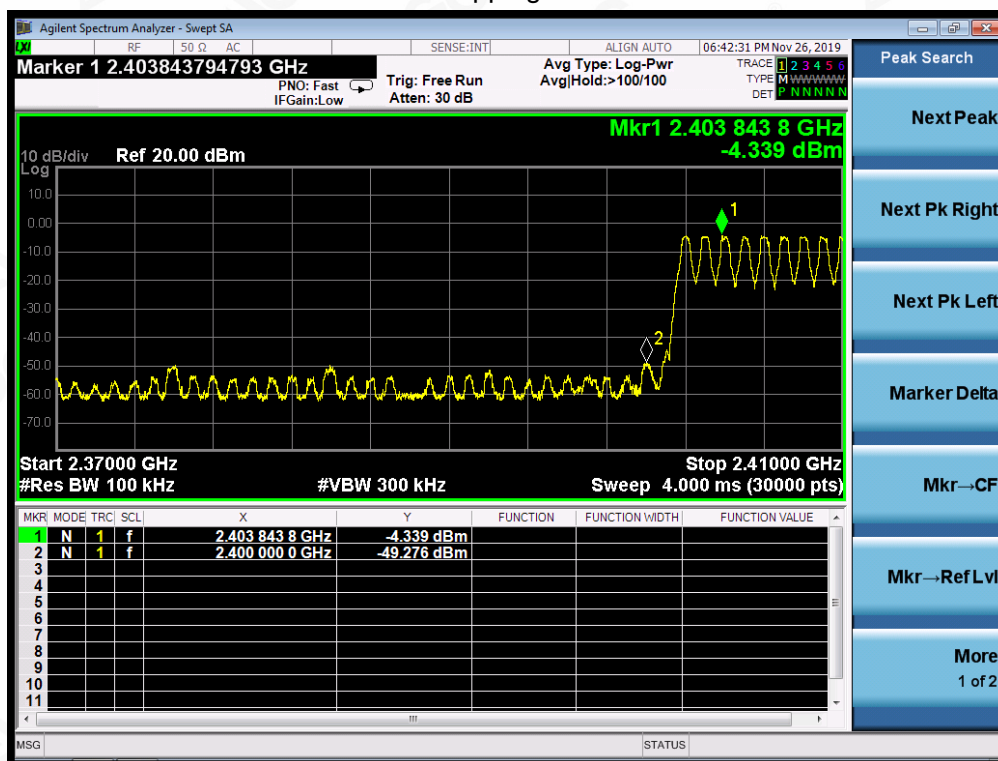 pping
Agilent Spectrum Analyzer - Swept SA
LXI RF 50 Ω AC SENSE:INT ALIGN AUTO 06:42:31 PM Nov 26, 2019
Marker 1 2.403843794793 GHz
PNO: Fast
IFGain:Low
Trig: Free Run
Atten: 30 dB
Avg Type: Log-Pwr
Avg|Hold:>100/100
TRACE 1 2 3 4 5 6
TYPE M WWWWW
DET P N N N N N
Mkr1 2.403 843 8 GHz
-4.339 dBm
10 dB/div Ref 20.00 dBm
Log
10.0
0.00
-10.0
-20.0
-30.0
-40.0
-50.0
-60.0
-70.0
1
2
Start 2.37000 GHz Stop 2.41000 GHz
#Res BW 100 kHz #VBW 300 kHz Sweep 4.000 ms (30000 pts)
MKR MODE TRC SCL X Y FUNCTION FUNCTION WIDTH FUNCTION VALUE
1 N 1 f 2.403 843 8 GHz -4.339 dBm
2 N 1 f 2.400 000 0 GHz -49.276 dBm
3
4
5
6
7
8
9
10
11
MSG STATUS
Peak Search
Next Peak
Next Pk Right
Next Pk Left
Marker Delta
Mkr→CF
Mkr→Ref Lvl
More
1 of 2